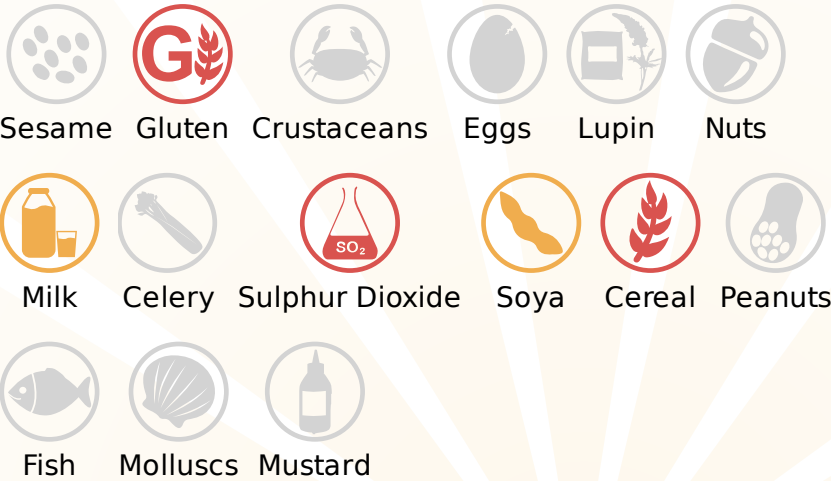 G
Sesame Gluten Crustaceans Eggs Lupin Nuts
SO₂
Milk Celery Sulphur Dioxide Soya Cereal Peanuts
Fish Molluscs Mustard